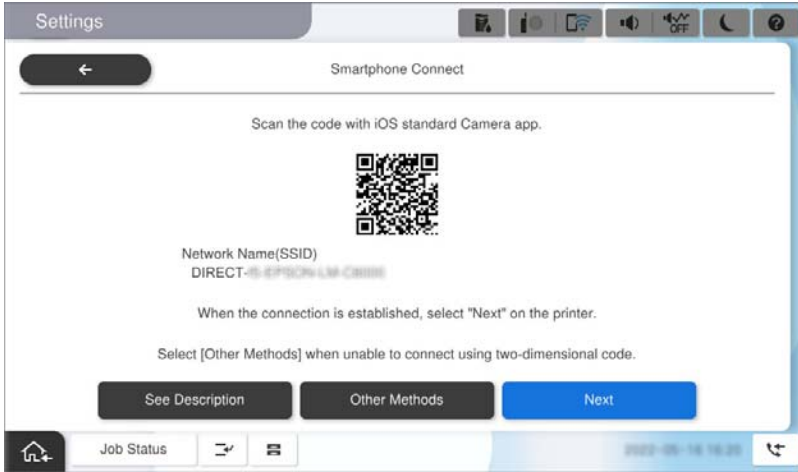 Settings
OFF
Smartphone Connect
Scan the code with iOS standard Camera app.
Network Name(SSID)
DIRECT-
When the connection is established, select "Next" on the printer.
Select [Other Methods] when unable to connect using two-dimensional code.
See Description
Other Methods
Next
Job Status